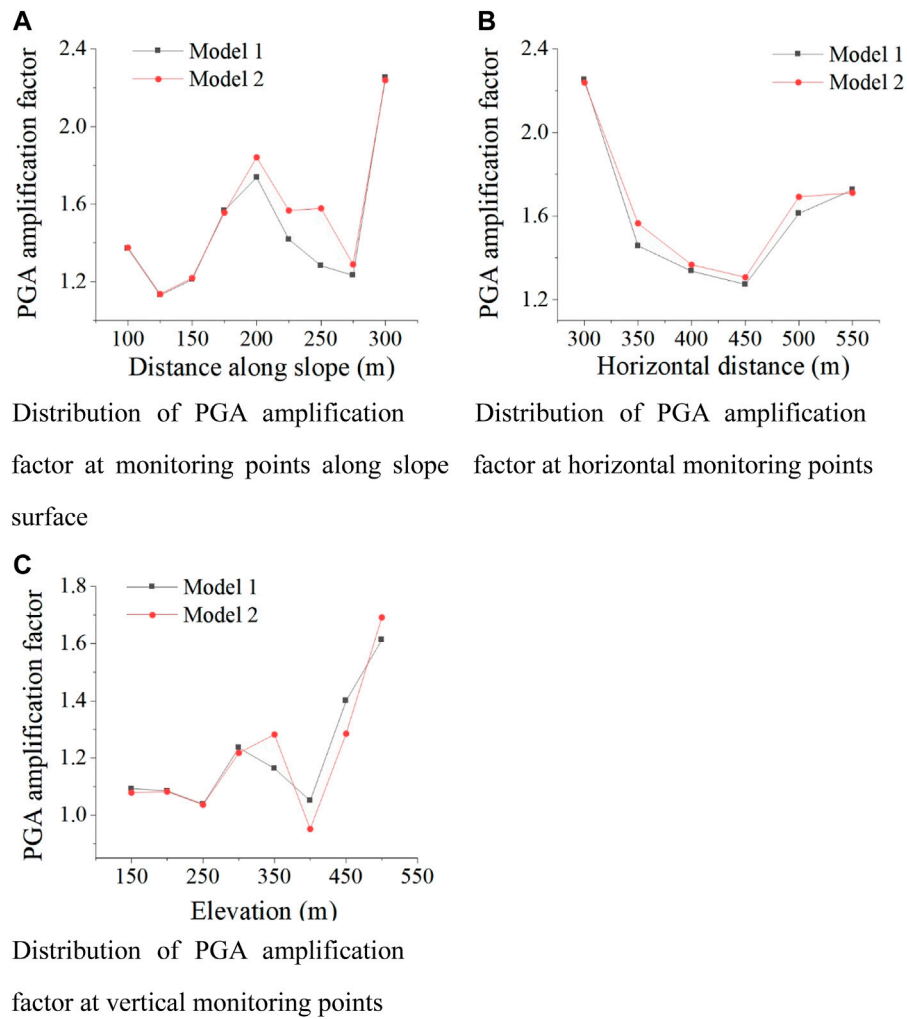 A
PGA amplification factor
2.4
2.0
1.6
1.2
Model 1
Model 2
100 150 200 250 300
Distance along slope (m)
Distribution of PGA amplification
factor at monitoring points along slope
surface
B
PGA amplification factor
2.4
2.0
1.6
1.2
Model 1
Model 2
300 350 400 450 500 550
Horizontal distance (m)
Distribution of PGA amplification
factor at horizontal monitoring points
C
PGA amplification factor
1.8
1.6
1.4
1.2
1.0
Model 1
Model 2
150 250 350 450 550
Elevation (m)
Distribution of PGA amplification
factor at vertical monitoring points